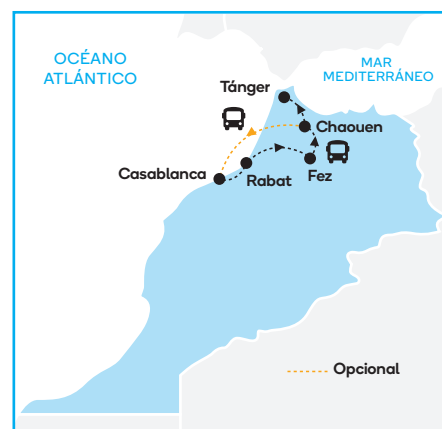 OCÉANO
ATLÁNTICO
MAR
MEDITERRÁNEO
Tánger
Chaouen
Casablanca
Rabat
Fez
Opcional